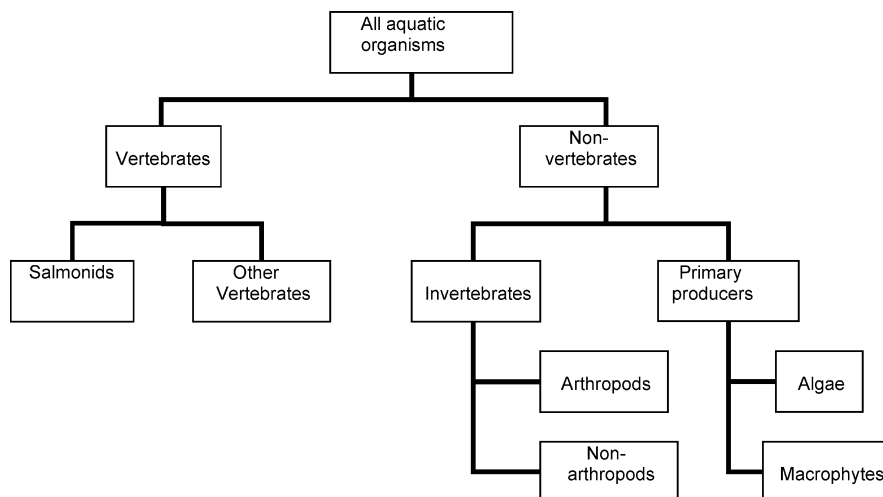 All aquatic
organisms
Vertebrates
Non-
vertebrates
Salmonids
Other
Vertebrates
Invertebrates
Primary
producers
Arthropods
Algae
Non-
arthropods
Macrophytes